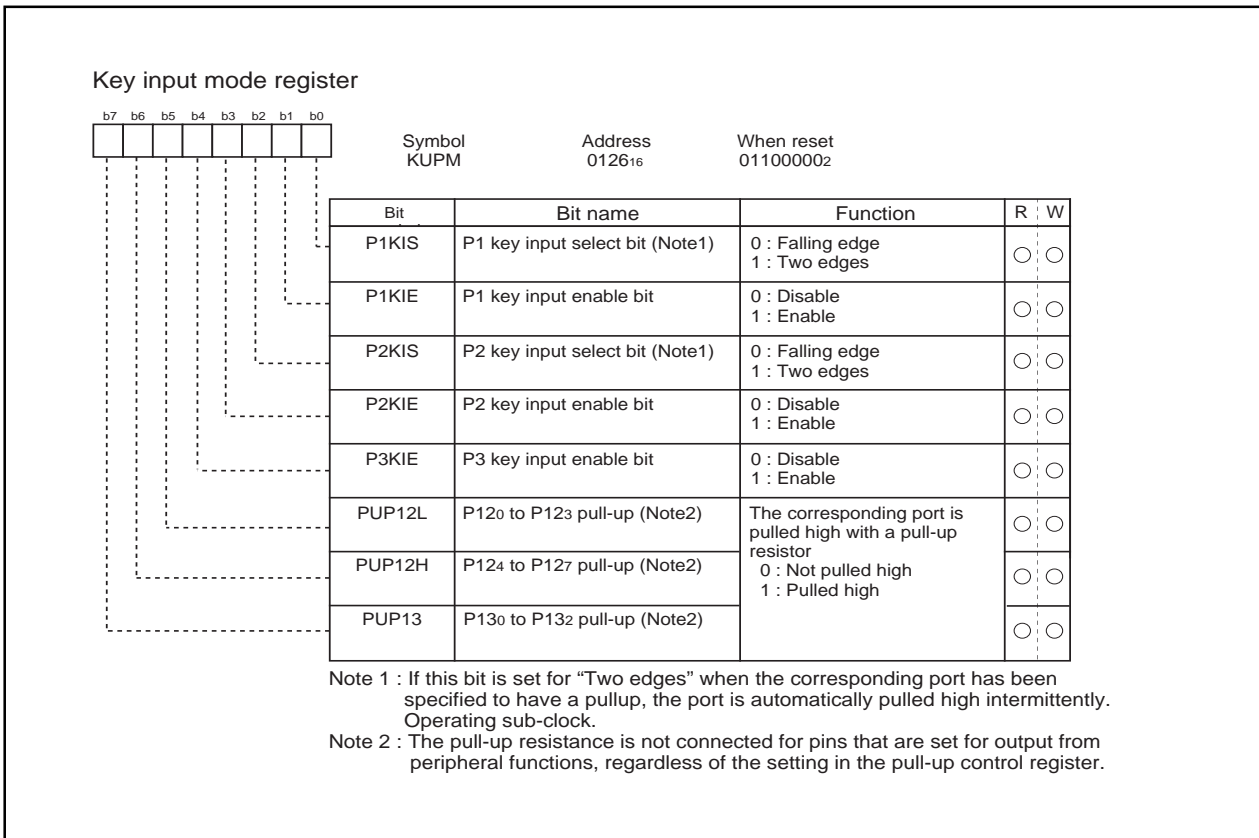 Key input mode register
b7 b6 b5 b4 b3 b2 b1 b0
Symbol Address When reset
KUPM 012616 011000002
Bit Bit name Function R W
P1KIS P1 key input select bit (Note1) 0 : Falling edge
1 : Two edges
P1KIE P1 key input enable bit 0 : Disable
1 : Enable
P2KIS P2 key input select bit (Note1) 0 : Falling edge
1 : Two edges
P2KIE P2 key input enable bit 0 : Disable
1 : Enable
P3KIE P3 key input enable bit 0 : Disable
1 : Enable
PUP12L P120 to P123 pull-up (Note2) The corresponding port is
pulled high with a pull-up
resistor
PUP12H P124 to P127 pull-up (Note2) 0 : Not pulled high
1 : Pulled high
PUP13 P130 to P132 pull-up (Note2)
Note 1 : If this bit is set for “Two edges” when the corresponding port has been
specified to have a pullup, the port is automatically pulled high intermittently.
Operating sub-clock.
Note 2 : The pull-up resistance is not connected for pins that are set for output from
peripheral functions, regardless of the setting in the pull-up control register.